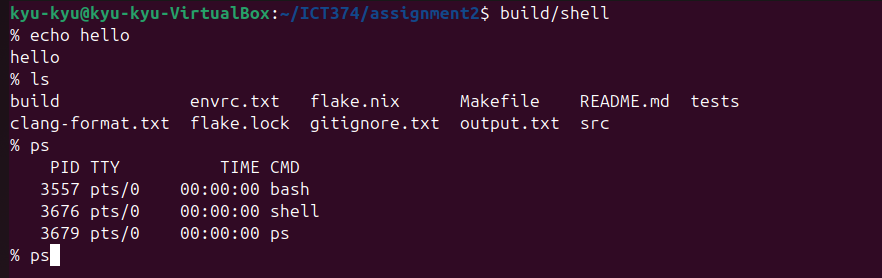 kyu-kyu@kyu-kyu-VirtualBox:~/ICT374/assignment2$ build/shell
% echo hello
hello
% ls
build            envrc.txt   flake.nix      Makefile    README.md  tests
clang-format.txt  flake.lock  gitignore.txt  output.txt  src
% ps
    PID TTY          TIME CMD
   3557 pts/0    00:00:00 bash
   3676 pts/0    00:00:00 shell
   3679 pts/0    00:00:00 ps
% ps